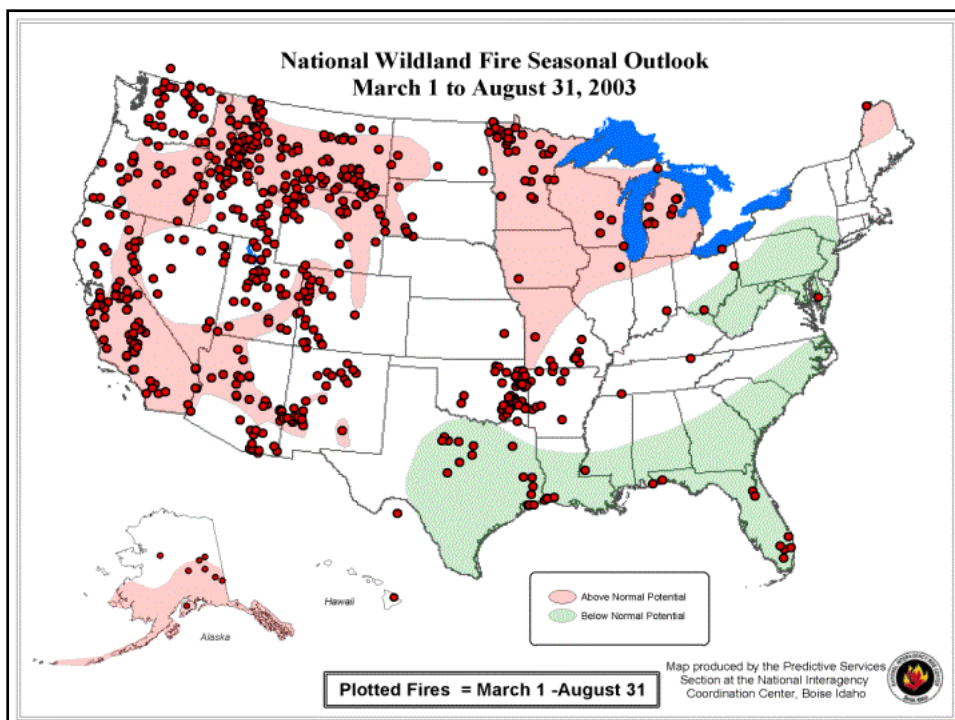 National Wildland Fire Seasonal Outlook
March 1 to August 31, 2003
Above Normal Potential
Below Normal Potential
Hawaii
Alaska
Plotted Fires = March 1 -August 31
Map produced by the Predictive Services
Section at the National Interagency
Coordination Center, Boise Idaho